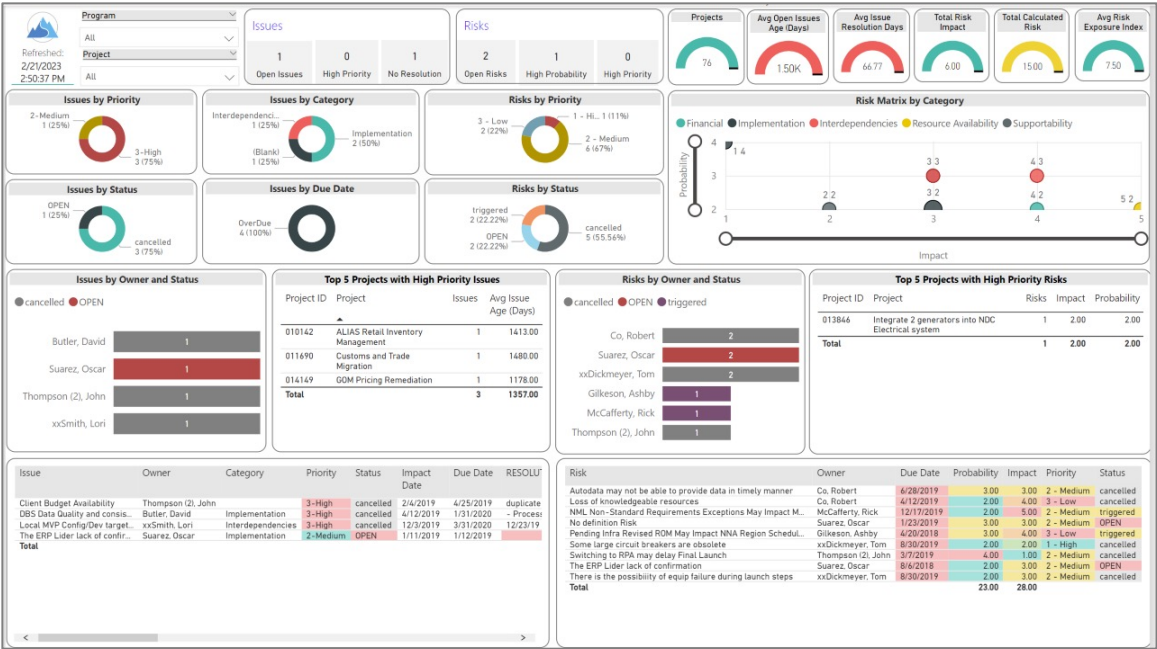 Program
All
Project
All
Refreshed:
2/21/2023
2:50:37 PM
Issues
1 0 1
Open Issues High Priority No Resolution
Risks
2 1 0
Open Risks High Probability High Priority
Projects
76
Avg Open Issues
Age (Days)
1.50K
Avg Issue
Resolution Days
66.77
Total Risk
Impact
6.00
Total Calculated
Risk
15.00
Avg Risk
Exposure Index
7.50
Issues by Priority
2-Medium
1 (25%)
3-High
3 (75%)
Issues by Category
Interdependenci...
1 (25%)
Implementation
2 (50%)
(Blank)
1 (25%)
Risks by Priority
3 - Low
2 (22%)
1 - Hi... 1 (11%)
2 - Medium
6 (67%)
Risk Matrix by Category
Financial Implementation Interdependencies Resource Availability Supportability
Probability
4
3
2
1 4
3 3
4 3
2 2
3 2
4 2
5 2
1 2 3 4 5
Impact
Issues by Status
OPEN
1 (25%)
cancelled
3 (75%)
Issues by Due Date
OverDue
4 (100%)
Risks by Status
triggered
2 (22.22%)
OPEN
2 (22.22%)
cancelled
5 (55.56%)
Issues by Owner and Status
cancelled OPEN
Butler, David 1
Suarez, Oscar 1
Thompson (2), John 1
xxSmith, Lori 1
Top 5 Projects with High Priority Issues
Project ID Project Issues Avg Issue
Age (Days)
010142 ALIAS Retail Inventory 1 1413.00
Management
011690 Customs and Trade 1 1480.00
Migration
014149 GOM Pricing Remediation 1 1178.00
Total 3 1357.00
Risks by Owner and Status
cancelled OPEN triggered
Co, Robert 2
Suarez, Oscar 2
xxDickmeyer, Tom 2
Gilkeson, Ashby 1
McCafferty, Rick 1
Thompson (2), John 1
Top 5 Projects with High Priority Risks
Project ID Project Risks Impact Probability
013846 Integrate 2 generators into NDC 1 2.00 2.00
Electrical system
Total 1 2.00 2.00
Issue Owner Category Priority Status Impact Due Date RESOLUT
Date
Client Budget Availability Thompson (2), John 3-High cancelled 2/4/2019 4/25/2019 duplicate
DBS Data Quality and consis... Butler, David Implementation 3-High cancelled 4/12/2019 1/31/2020 - Process
Local MVP Config/Dev target... xxSmith, Lori Interdependencies 3-High cancelled 12/3/2019 3/31/2020 12/23/19
The ERP Lider lack of confir... Suarez, Oscar Implementation 2-Medium OPEN 1/11/2019 1/12/2019
Total
Risk Owner Due Date Probability Impact Priority Status
Autodata may not be able to provide data in timely manner Co, Robert 6/28/2019 3.00 3.00 2 - Medium cancelled
Loss of knowledgeable resources Co, Robert 4/12/2019 2.00 4.00 3 - Low cancelled
NML Non-Standard Requirements Exceptions May Impact M... McCafferty, Rick 12/17/2019 2.00 5.00 2 - Medium triggered
No definition Risk Suarez, Oscar 1/23/2019 3.00 3.00 2 - Medium OPEN
Pending Infra Revised ROM May Impact NNA Region Schedul... Gilkeson, Ashby 4/20/2018 3.00 4.00 3 - Low triggered
Some large circuit breakers are obsolete xxDickmeyer, Tom 8/30/2019 2.00 2.00 1 - High cancelled
Switching to RPA may delay Final Launch Thompson (2), John 3/7/2019 4.00 1.00 2 - Medium cancelled
The ERP Lider lack of confirmation Suarez, Oscar 8/6/2018 2.00 3.00 2 - Medium OPEN
There is the possibility of equip failure during launch steps xxDickmeyer, Tom 8/30/2019 2.00 3.00 2 - Medium cancelled
Total 23.00 28.00